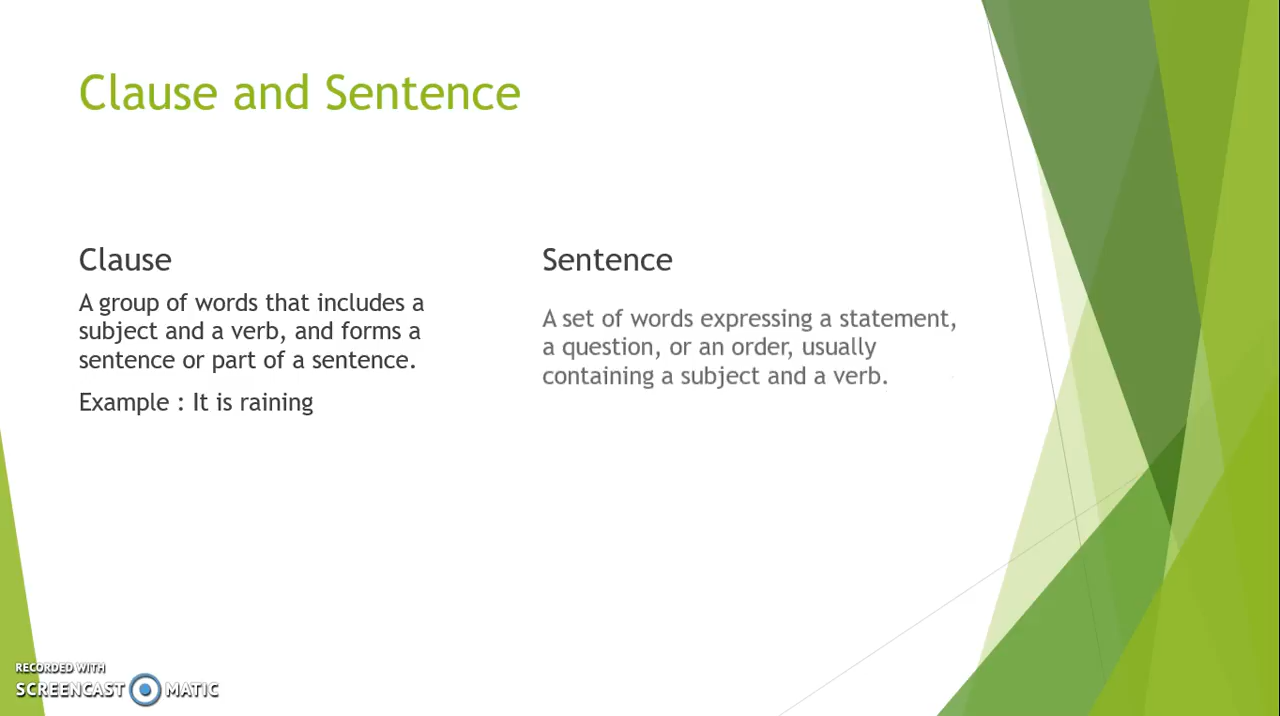 Clause and Sentence
Clause
A group of words that includes a
subject and a verb, and forms a
sentence or part of a sentence.
Example : It is raining
Sentence
A set of words expressing a statement,
a question, or an order, usually
containing a subject and a verb.
RECORDED WITH
SCREENCAST MATIC